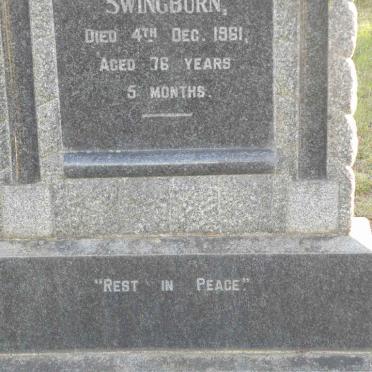 SWINGBURN,
DIED 4TH DEC. 1961,
AGED 76 YEARS
5 MONTHS.
"REST IN PEACE."